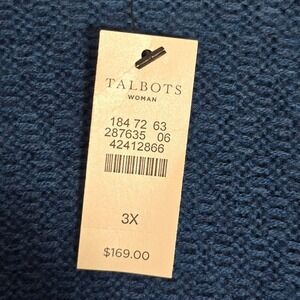 TALBOTS
WOMAN
184 72 63
287635 06
42412866
3X
$169.00